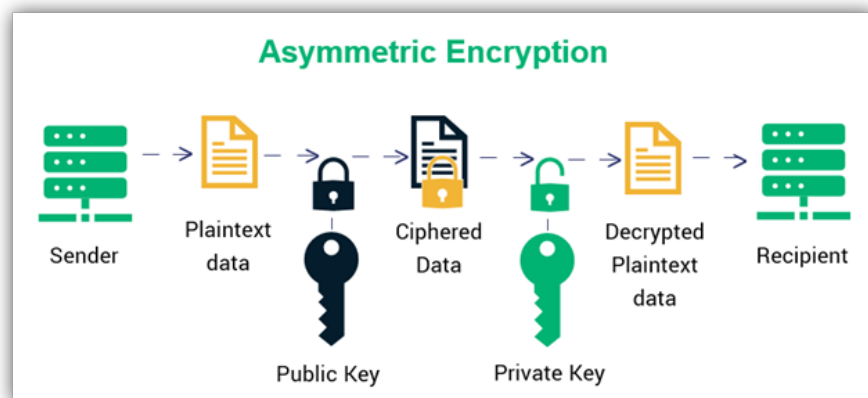 Asymmetric Encryption
Sender
Plaintext
data
Public Key
Ciphered
Data
Private Key
Decrypted
Plaintext
data
Recipient